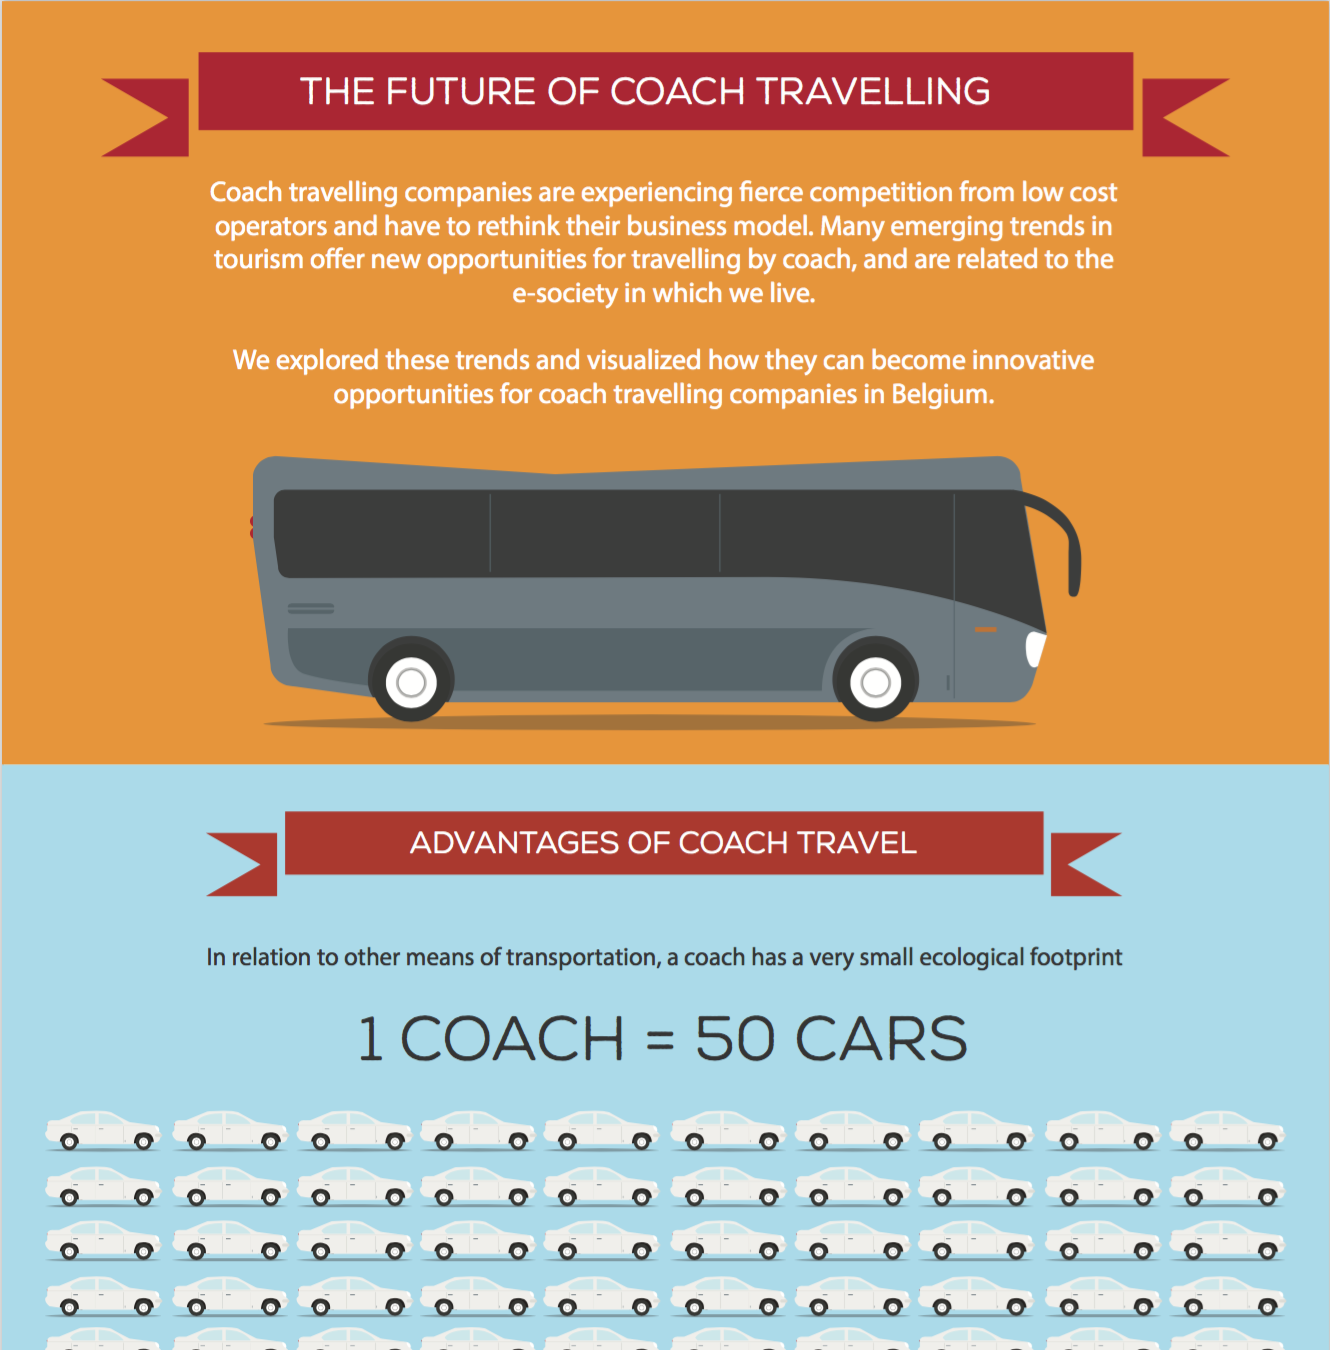 THE FUTURE OF COACH TRAVELLING
Coach travelling companies are experiencing fierce competition from low cost
operators and have to rethink their business model. Many emerging trends in
tourism offer new opportunities for travelling by coach, and are related to the
e-society in which we live.
We explored these trends and visualized how they can become innovative
opportunities for coach travelling companies in Belgium.
ADVANTAGES OF COACH TRAVEL
In relation to other means of transportation, a coach has a very small ecological footprint
1 COACH = 50 CARS